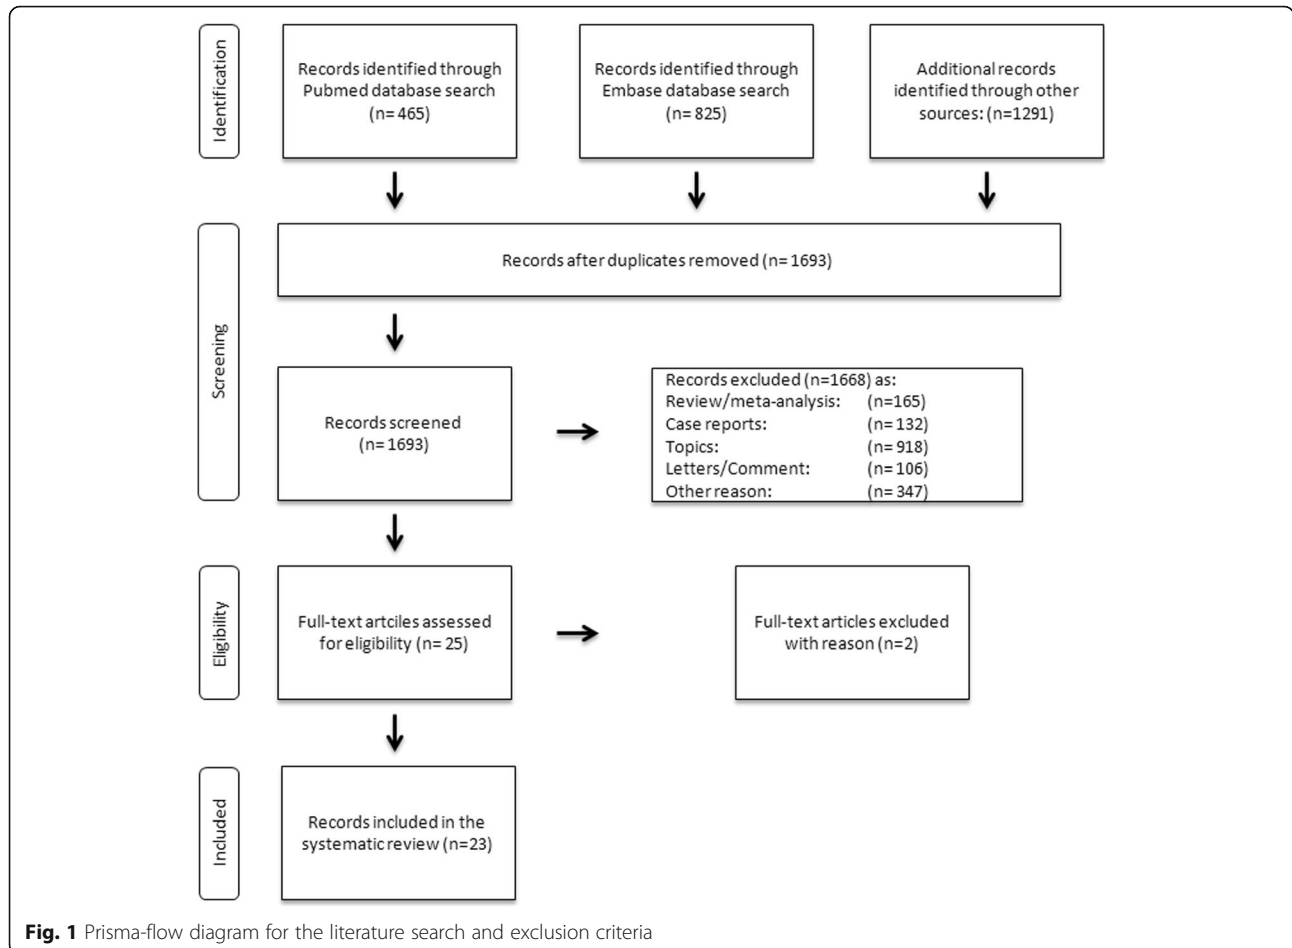 Identification
Records identified through
Pubmed database search
(n= 465)
Records identified through
Embase database search
(n= 825)
Additional records
identified through other
sources: (n=1291)
Screening
Records after duplicates removed (n= 1693)
Records screened
(n= 1693)
Records excluded (n=1668) as:
Review/meta-analysis: (n=165)
Case reports: (n= 132)
Topics: (n= 918)
Letters/Comment: (n= 106)
Other reason: (n= 347)
Eligibility
Full-text artciles assessed
for eligibility (n= 25)
Full-text articles excluded
with reason (n=2)
Included
Records included in the
systematic review (n=23)
Fig. 1 Prisma-flow diagram for the literature search and exclusion criteria